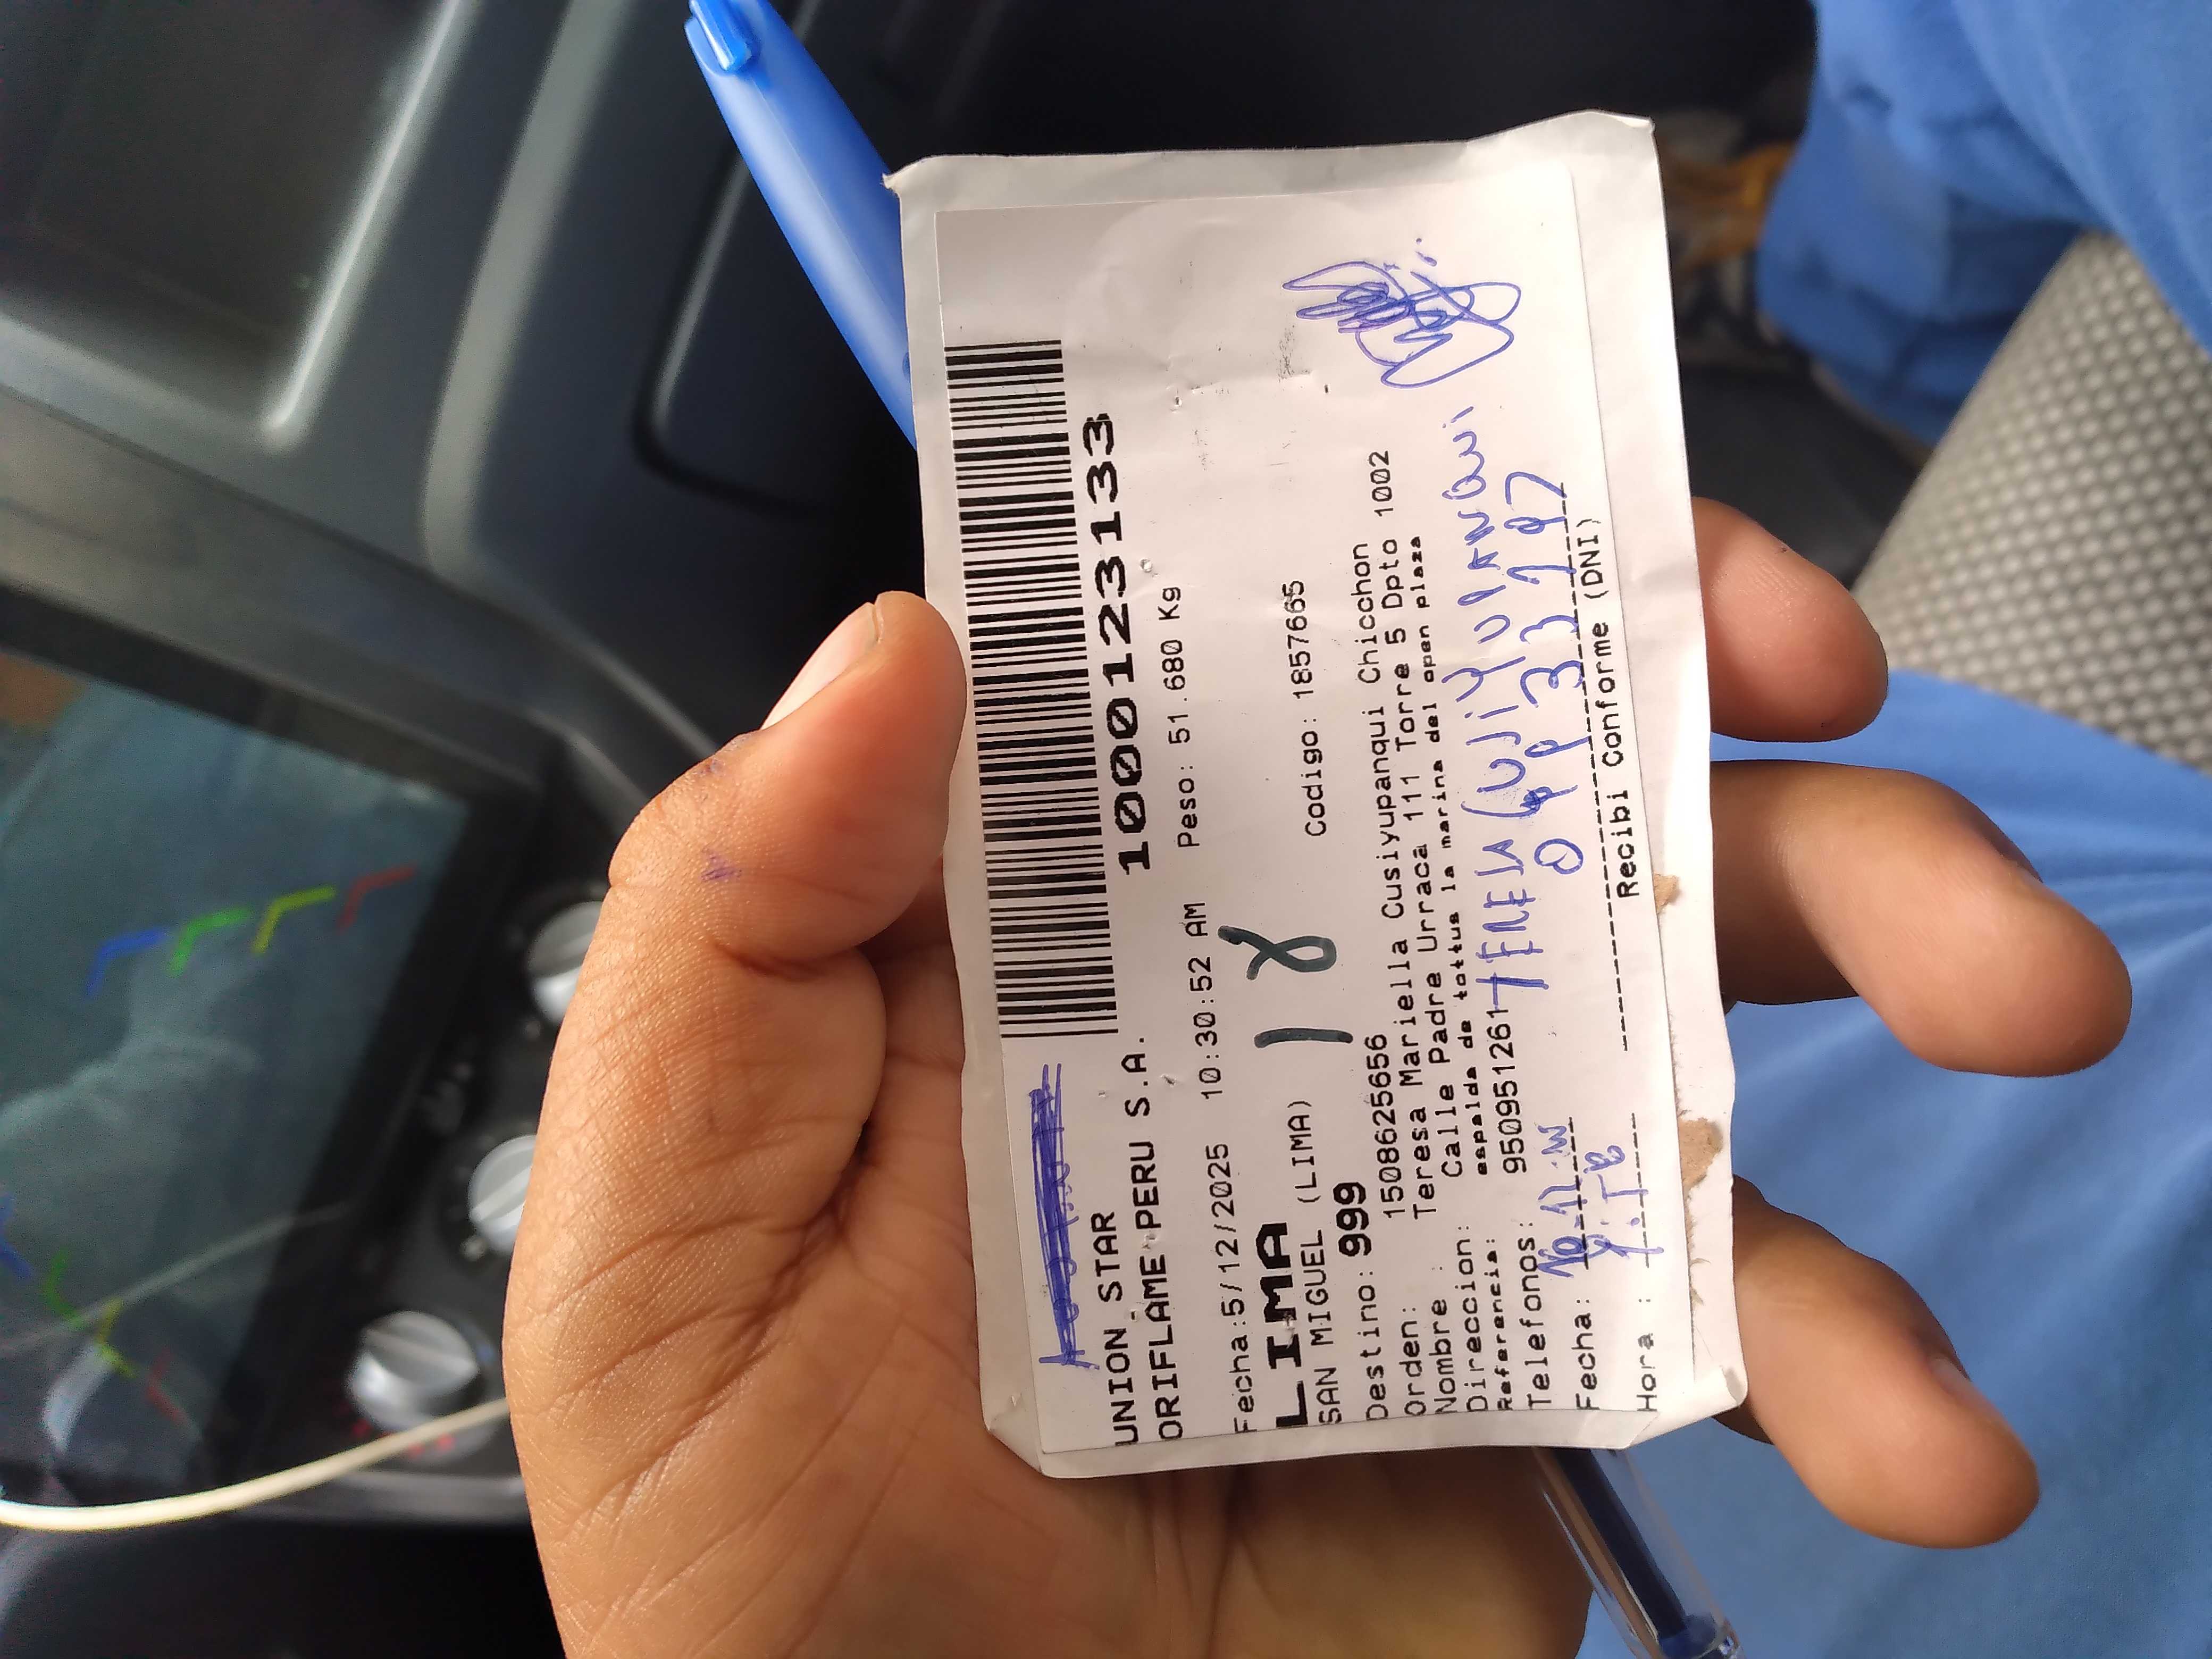 UNION STAR
ORIFLAME PERU S.A.
1000123133
Fecha:5/12/2025 10:30:52 AM Peso: 51.680 Kg
LIMA
SAN MIGUEL (LIMA)
18
Destino: 999 Codigo: 1857665
Orden: 1508625656
Nombre : Teresa Mariella Cusiyupanqui Chicchon
Direccion: Calle Padre Urraca 111 Torre 5 Dpto 1002
Referencia: espalda de tottus la marina del open plaza
Telefonos: 950951261
Fecha:
Hora :
Recibi Conforme (DNI)